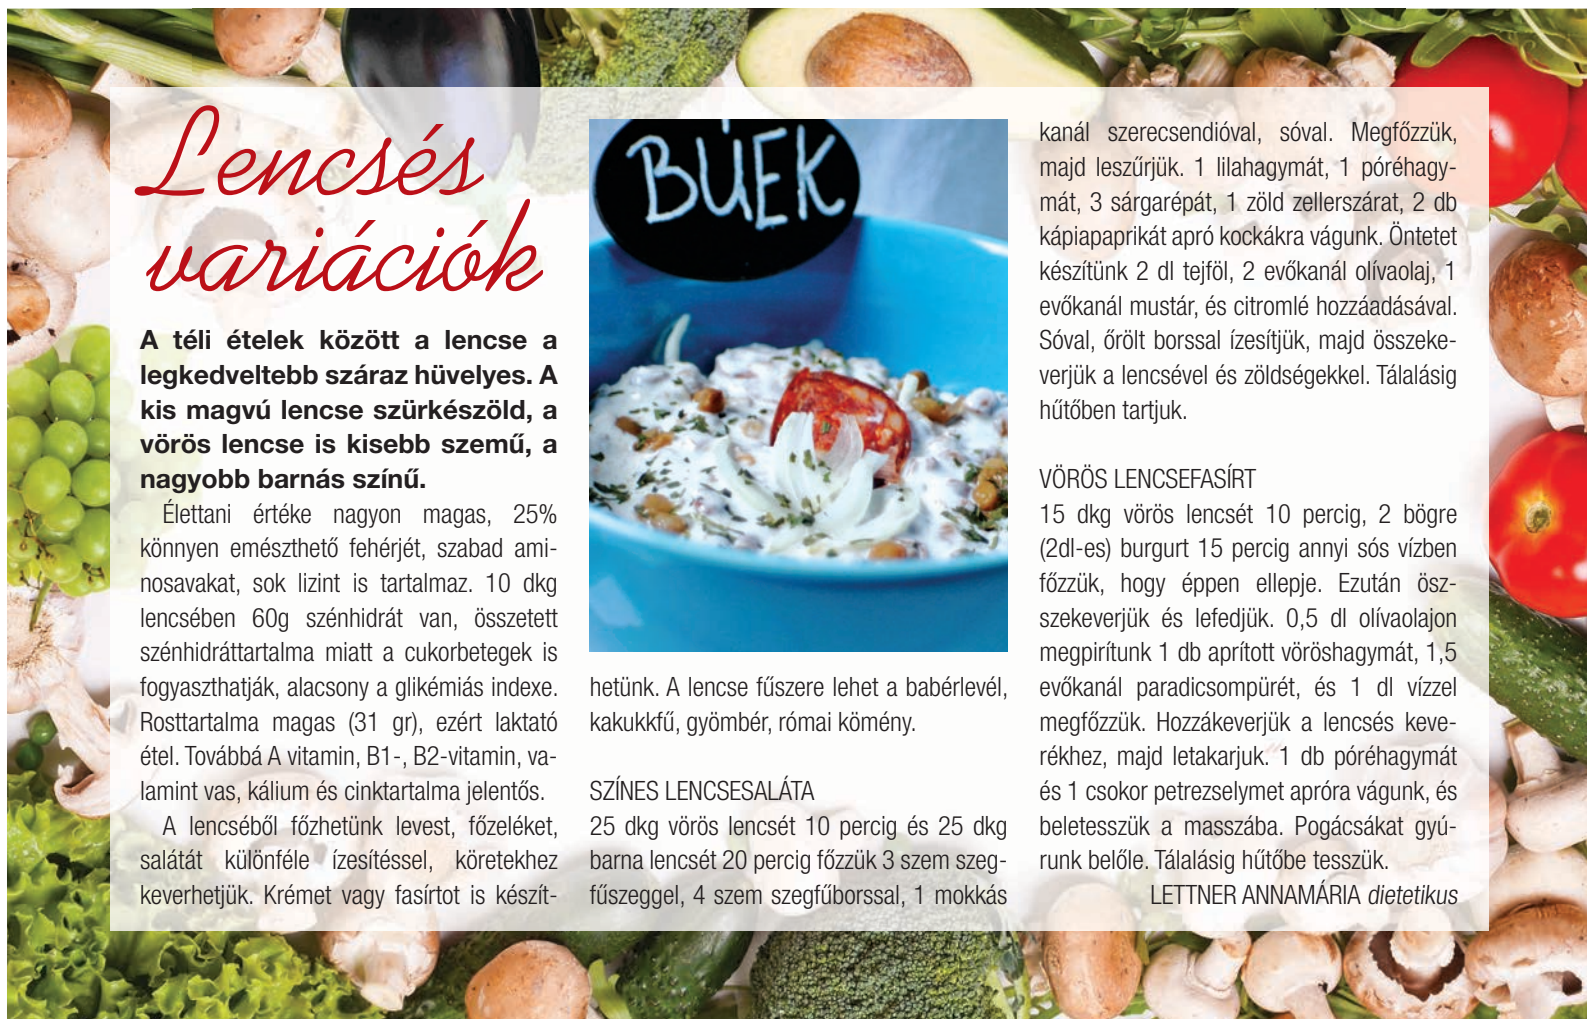 Lencsés
variációk
A téli ételek között a lencse a
legkedveltebb száraz hüvelyes. A
kis magvú lencse szürkészöld, a
vörös lencse is kisebb szemű, a
nagyobb barnás színű.
Élettani értéke nagyon magas, 25%
könnyen emészthető fehérjét, szabad ami-
nosavakat, sok lizint is tartalmaz. 10 dkg
lencsében 60g szénhidrát van, összetett
szénhidráttartalma miatt a cukorbetegek is
fogyaszthatják, alacsony a glikémiás indexe.
Rosttartalma magas (31 gr), ezért laktató
étel. Továbbá A vitamin, B1-, B2-vitamin, va-
lamint vas, kálium és cinktartalma jelentős.
A lencséből főzhetünk levest, főzeléket,
salátát különféle ízesítéssel, köretekhez
keverhetjük. Krémet vagy fasírtot is készít-
BÚÉK
hetünk. A lencse fűszere lehet a babérlevél,
kakukkfű, gyömbér, római kömény.
SZÍNES LENCSESALÁTA
25 dkg vörös lencsét 10 percig és 25 dkg
barna lencsét 20 percig főzzük 3 szem szeg-
fűszeggel, 4 szem szegfűborssal, 1 mokkás
kanál szerecsendióval, sóval. Megfőzzük,
majd leszűrjük. 1 lilahagymát, 1 póréhagy-
mát, 3 sárgarépát, 1 zöld zellerszárat, 2 db
kápiapaprikát apró kockákra vágunk. Öntetet
készítünk 2 dl tejföl, 2 evőkanál olívaolaj, 1
evőkanál mustár, és citromlé hozzáadásával.
Sóval, őrölt borssal ízesítjük, majd összeke-
verjük a lencsével és zöldségekkel. Tálalásig
hűtőben tartjuk.
VÖRÖS LENCSEFASÍRT
15 dkg vörös lencsét 10 percig, 2 bögre
(2dl-es) burgurt 15 percig annyi sós vízben
főzzük, hogy éppen ellepje. Ezután ösz-
szekeverjük és lefedjük. 0,5 dl olívaolajon
megpirítunk 1 db aprított vöröshagymát, 1,5
evőkanál paradicsompürét, és 1 dl vízzel
megfőzzük. Hozzákeverjük a lencsés keve-
rékhez, majd letakarjuk. 1 db póréhagymát
és 1 csokor petrezselymet apróra vágunk, és
beletesszük a masszába. Pogácsákat gyú-
runk belőle. Tálalásig hűtőbe tesszük.
LETTNER ANNAMÁRIA dietetikus